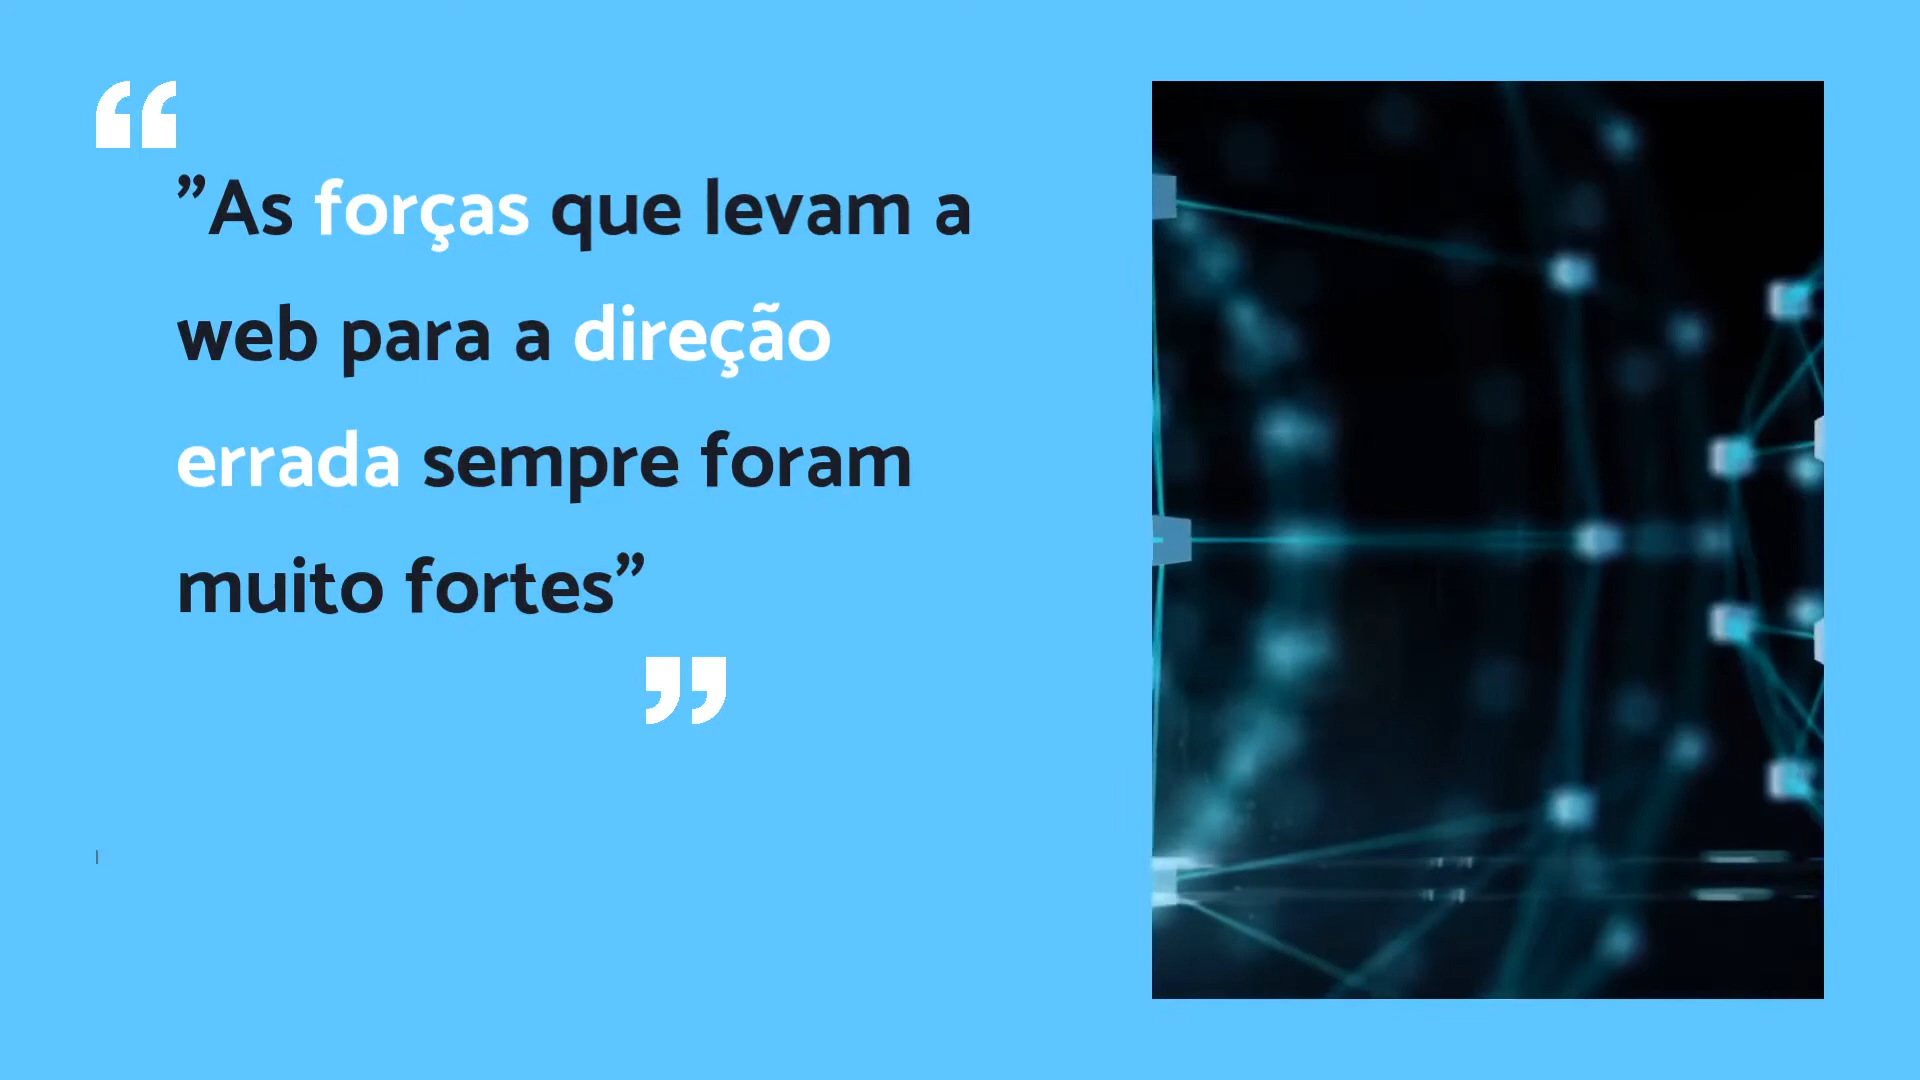 “
”As forças que levam a
web para a direção
errada sempre foram
muito fortes”
”